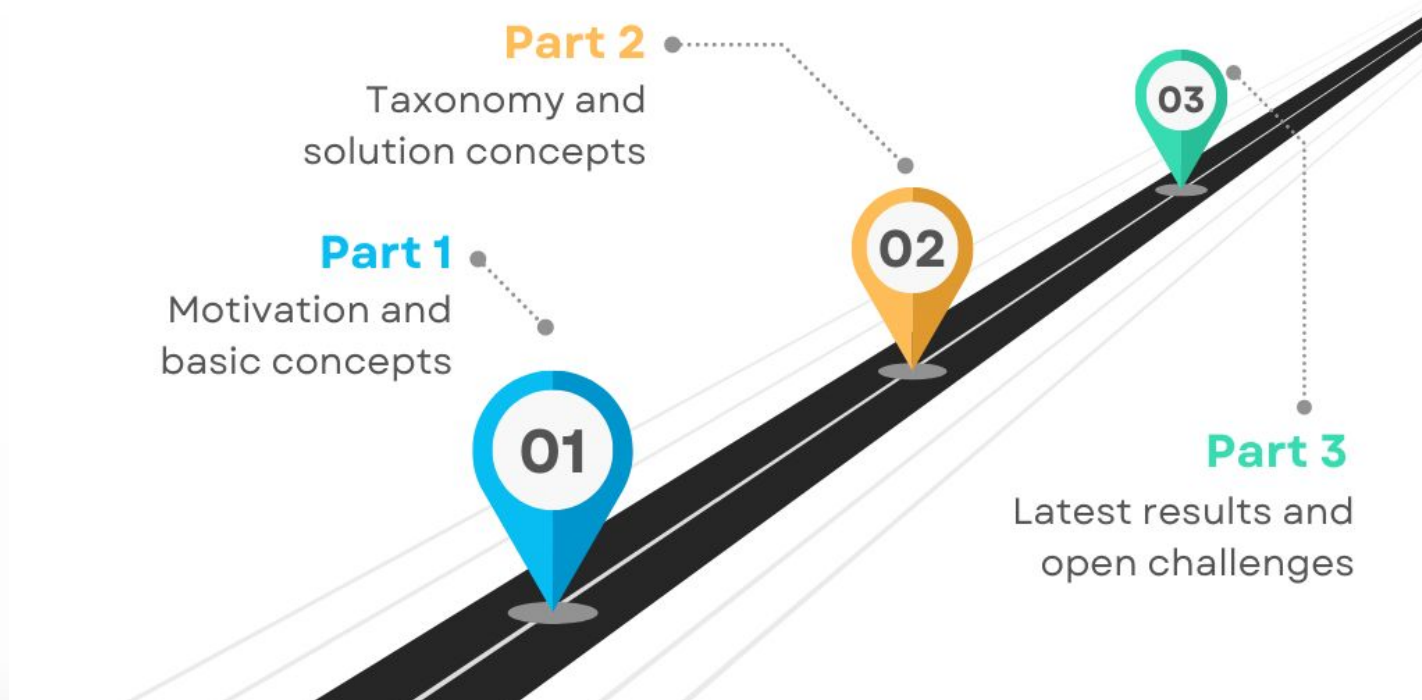 Part 1
Motivation and
basic concepts
01
Part 2
Taxonomy and
solution concepts
02
03
Part 3
Latest results and
open challenges